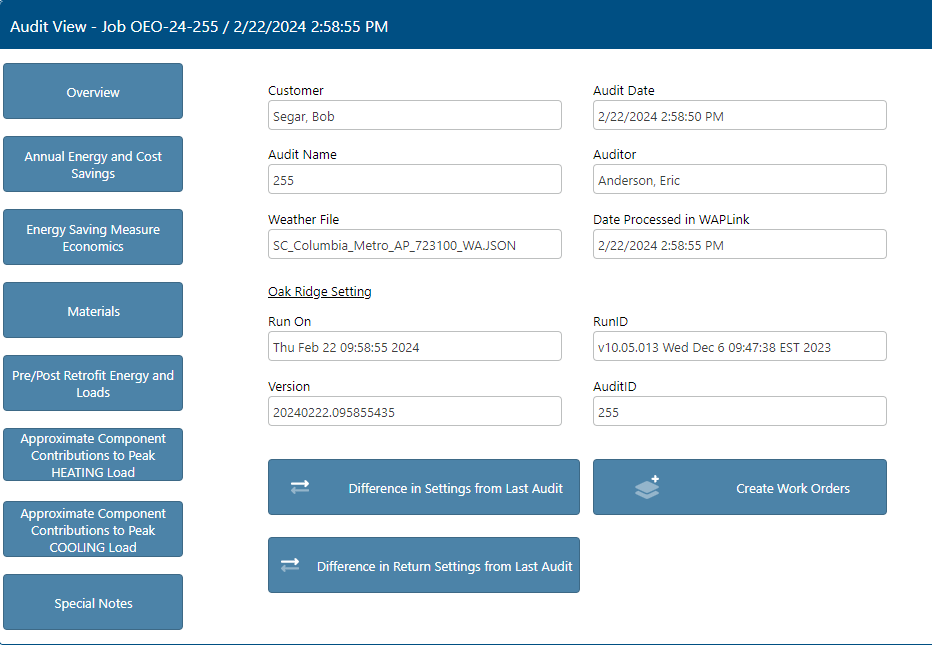 Audit View - Job OEO-24-255 / 2/22/2024 2:58:55 PM
Overview
Annual Energy and Cost
Savings
Energy Saving Measure
Economics
Materials
Pre/Post Retrofit Energy and
Loads
Approximate Component
Contributions to Peak
HEATING Load
Approximate Component
Contributions to Peak
COOLING Load
Special Notes
Customer
Segar, Bob
Audit Date
2/22/2024 2:58:50 PM
Audit Name
255
Auditor
Anderson, Eric
Weather File
SC_Columbia_Metro_AP_723100_WA.JSON
Date Processed in WAPLink
2/22/2024 2:58:55 PM
Oak Ridge Setting
Run On
Thu Feb 22 09:58:55 2024
RunID
v10.05.013 Wed Dec 6 09:47:38 EST 2023
Version
20240222.095855435
AuditID
255
Difference in Settings from Last Audit
Create Work Orders
Difference in Return Settings from Last Audit